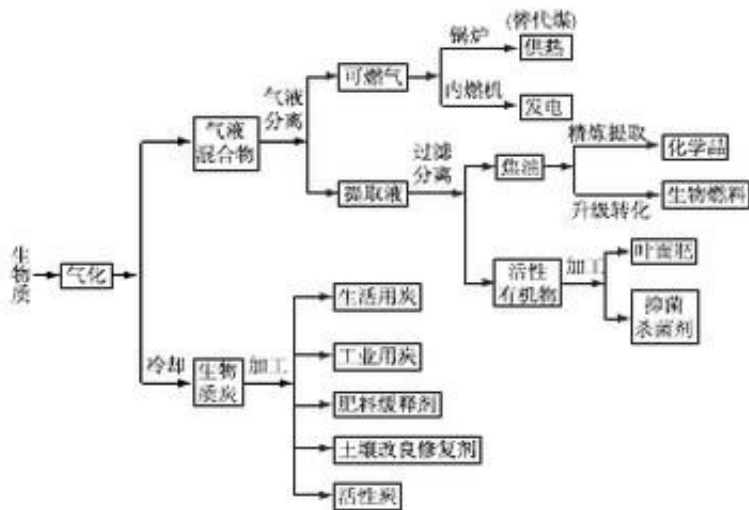 (替代煤)
锅炉
供热
可燃气
内燃机
发电
气液
分离
气液
混合物
精炼提取
化学品
过滤
分离
焦油
提取液
升级转化
生物燃料
生物质
气化
活性
有机物
加工
叶面肥
抑菌
杀菌剂
生活用炭
冷却
生物
质炭
加工
工业用炭
肥料缓释剂
土壤改良修复剂
活性炭